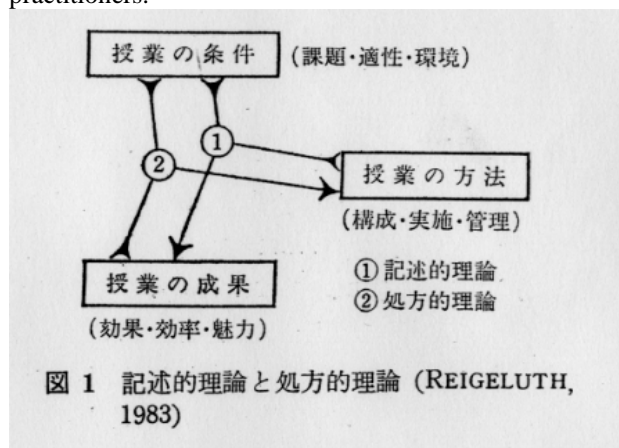 practitioners.
授業の条件 (課題・適性・環境)
①
②
授業の方法
(構成・実施・管理)
授業の成果
(効果・効率・魅力)
①記述的理論
②処方的理論
図 1 記述的理論と処方的理論 (REIGELUTH,
1983)